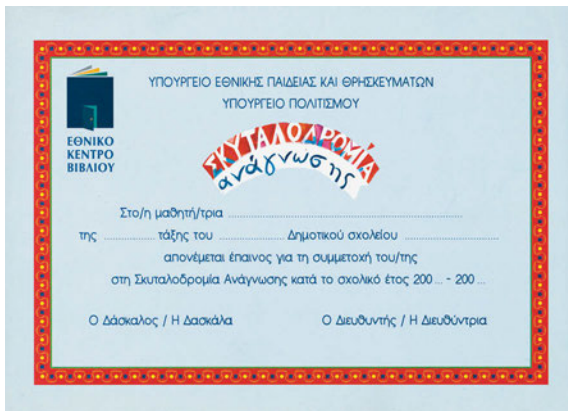 ΥΠΟΥΡΓΕΙΟ ΕΘΝΙΚΗΣ ΠΑΙΔΕΙΑΣ ΚΑΙ ΘΡΗΣΚΕΥΜΑΤΩΝ
ΥΠΟΥΡΓΕΙΟ ΠΟΛΙΤΙΣΜΟΥ
ΕΘΝΙΚΟ
ΚΕΝΤΡΟ
ΒΙΒΛΙΟΥ
ΣΚΥΤΑΛΟΔΡΟΜΙΑ
ανάγνωσης
Στο/η μαθητή/τρια ...............................
της ............... τάξης του ................... Δημοτικού σχολείου ...........................
απονέμεται έπαινος για τη συμμετοχή του/της
στη Σκυταλοδρομία Ανάγνωσης κατά το σχολικό έτος 200 ... - 200 ...
Ο Δάσκαλος / Η Δασκάλα
Ο Διευθυντής / Η Διευθύντρια